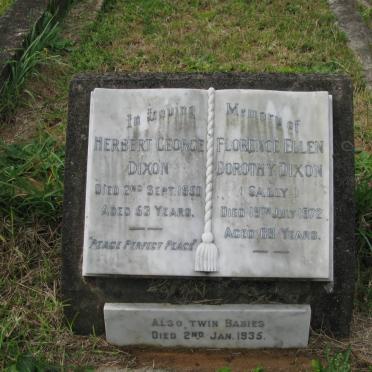 In Loving Memory of
Herbert George
Dixon
Died 2nd Sept. 1950
Aged 63 Years.
"Peace Perfect Peace"
Florence Ellen
Dorothy Dixon
(Sally)
Died 19th July 1972
Aged 89 Years.
Also Twin Babies
Died 2nd Jan. 1935.